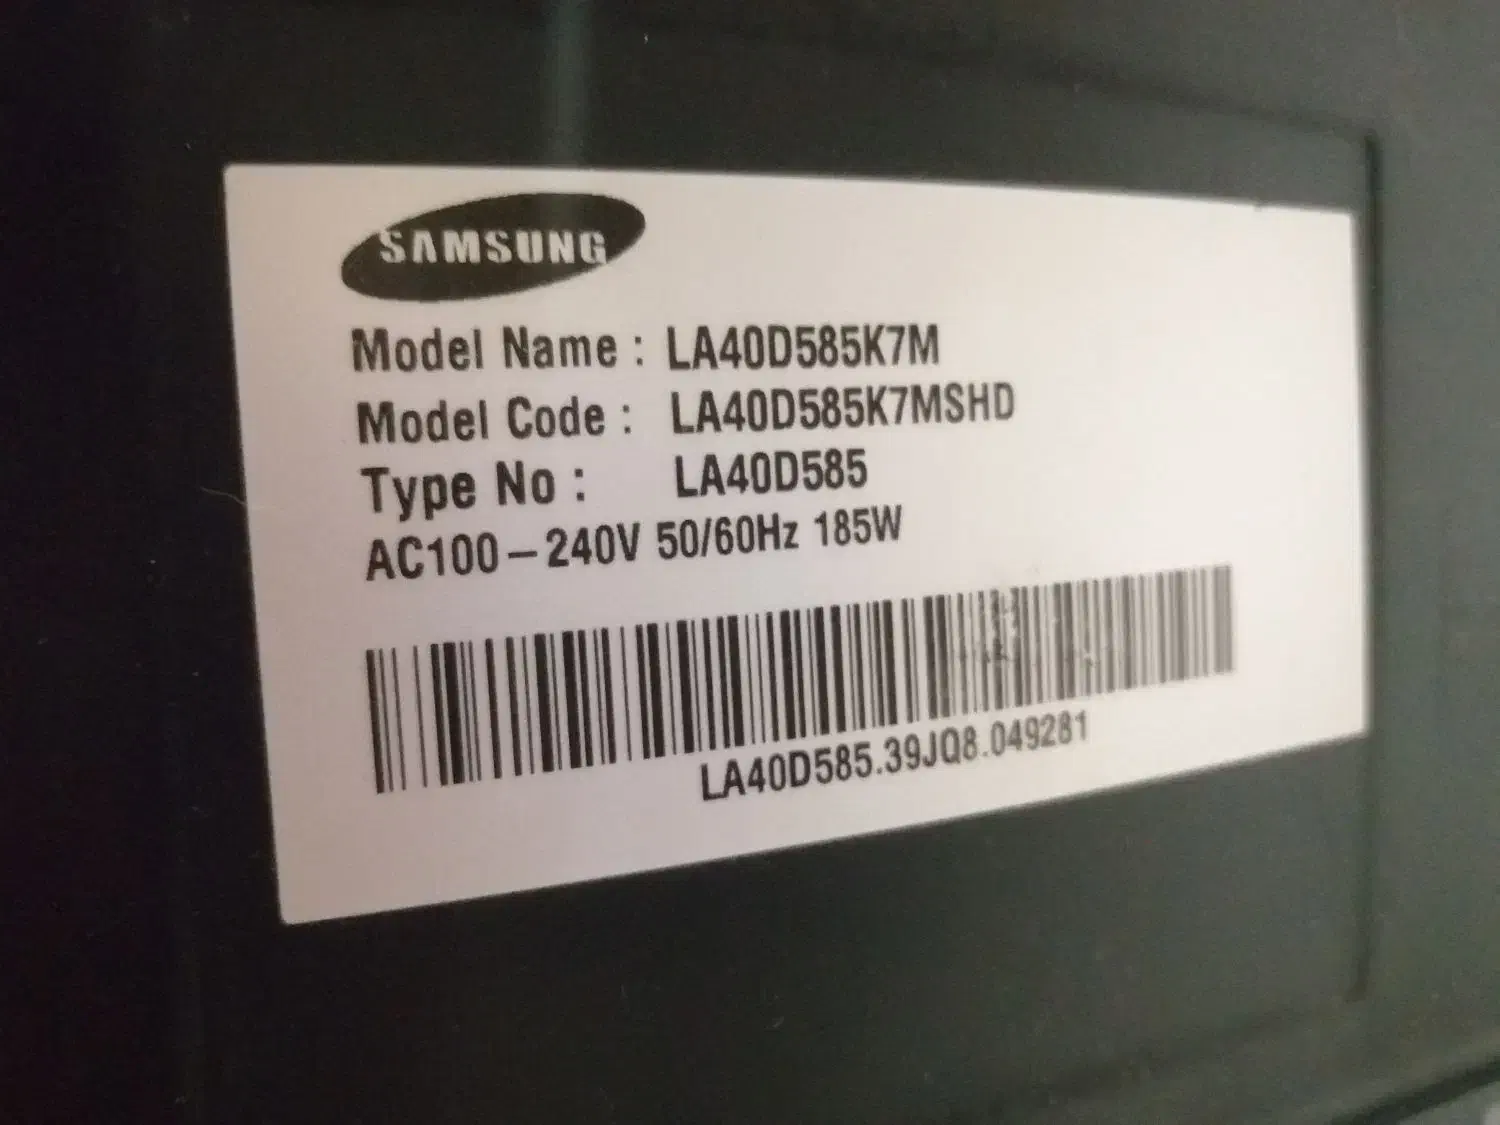 SAMSUNG
Model Name : LA40D585K7M
Model Code : LA40D585K7MSHD
Type No : LA40D585
AC100–240V 50/60Hz 185W
LA40D585.39JQ8.049281